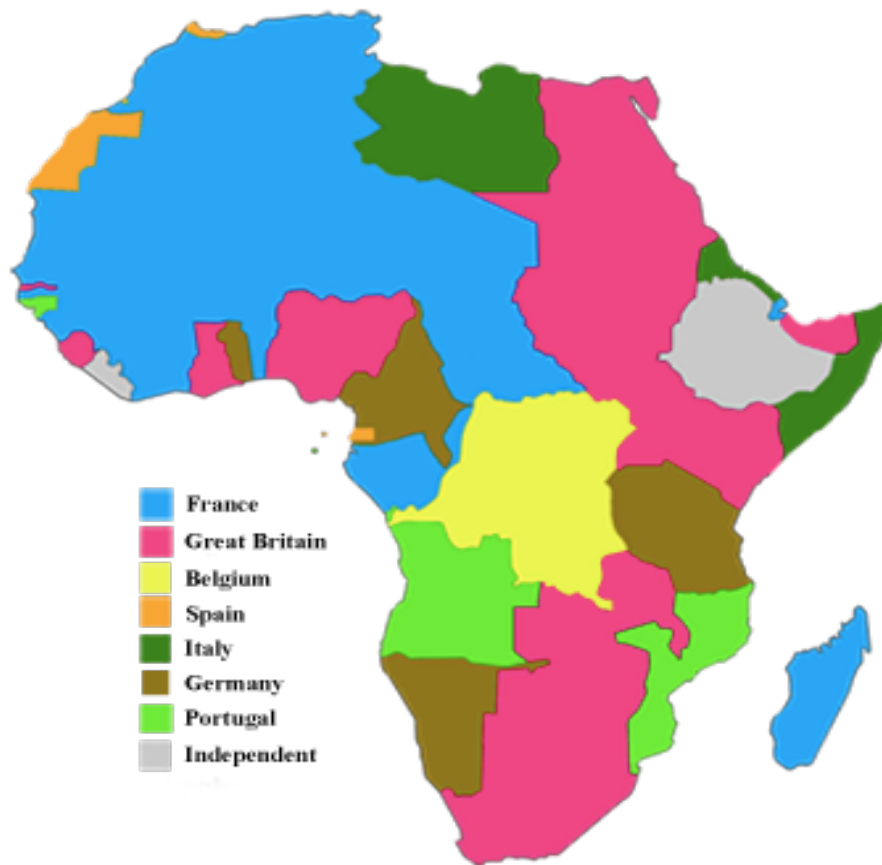 France
Great Britain
Belgium
Spain
Italy
Germany
Portugal
Independent